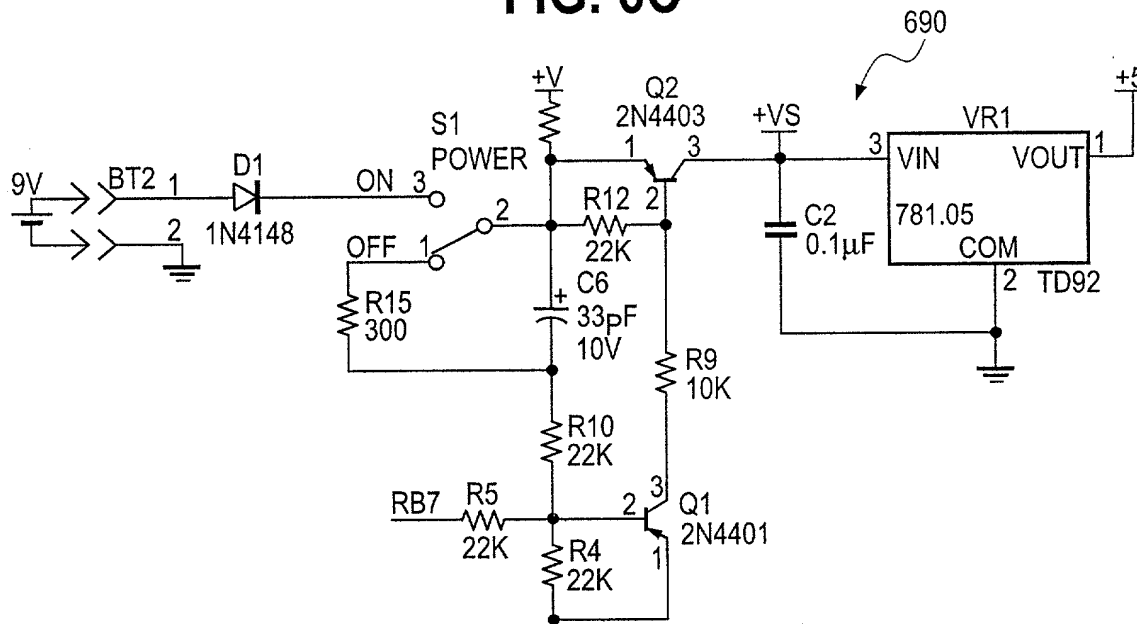 690
+V
Q2
2N4403
+VS
+5
S1
POWER
1
3
3
VR1
1
VIN
VOUT
9V
BT2
1
D1
ON
3
2
1N4148
2
R12
22K
2
OFF
1
C2
0.1µF
781.05
COM
2
TD92
R15
300
C6
+
33pF
10V
R9
10K
R10
22K
RB7
R5
22K
2
3
Q1
2N4401
1
R4
22K